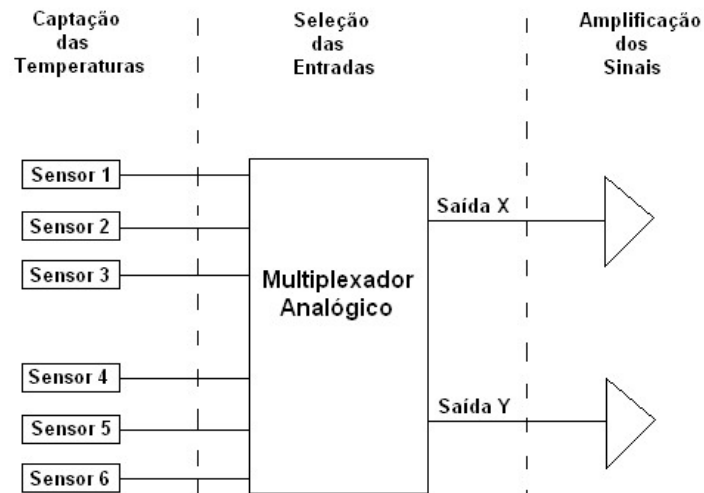 Captação
das
Temperaturas
Seleção
das
Entradas
Amplificação
dos
Sinais
Sensor 1
Sensor 2
Sensor 3
Sensor 4
Sensor 5
Sensor 6
Multiplexador
Analógico
Saída X
Saída Y